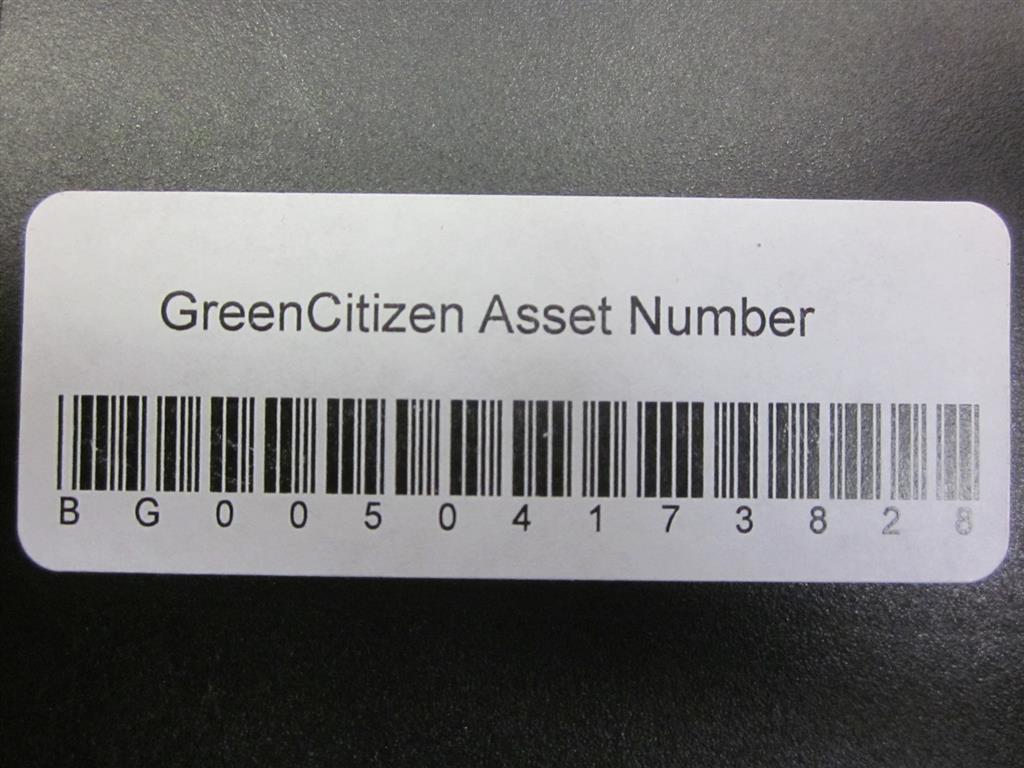 GreenCitizen Asset Number
B G 0 0 5 0 4 1 7 3 8 2 8